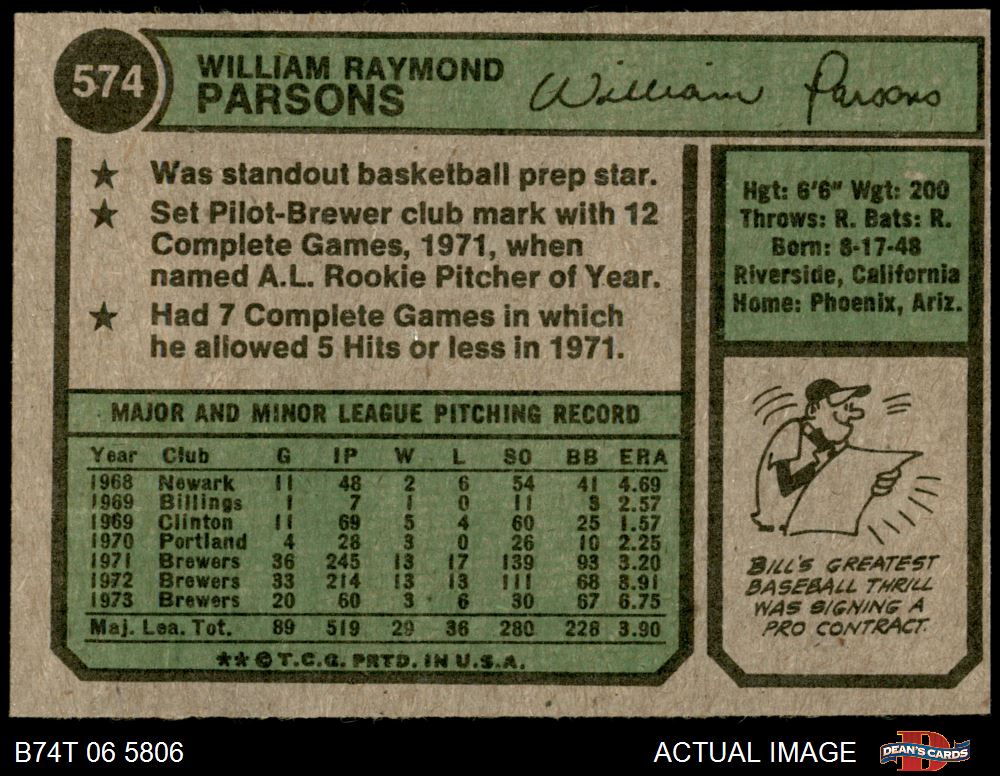 574
WILLIAM RAYMOND
PARSONS
William Parsons
★ Was standout basketball prep star.
★ Set Pilot-Brewer club mark with 12
Complete Games, 1971, when
named A.L. Rookie Pitcher of Year.
★ Had 7 Complete Games in which
he allowed 5 Hits or less in 1971.
MAJOR AND MINOR LEAGUE PITCHING RECORD
Year Club G IP W L SO BB ERA
1968 Newark 11 48 2 6 54 41 4.69
1969 Billings 1 7 1 0 11 3 2.57
1969 Clinton 11 69 5 4 60 25 1.57
1970 Portland 4 28 3 0 26 10 2.25
1971 Brewers 36 245 13 17 139 93 3.20
1972 Brewers 33 214 13 13 111 68 3.91
1973 Brewers 20 60 3 6 30 67 6.75
Maj. Lea. Tot. 89 519 29 36 280 228 3.90
★★ © T.C.G. PRTD. IN U.S.A.
Hgt: 6'6" Wgt: 200
Throws: R. Bats: R.
Born: 8-17-48
Riverside, California
Home: Phoenix, Ariz.
BILL'S GREATEST
BASEBALL THRILL
WAS SIGNING A
PRO CONTRACT.
B74T 06 5806
ACTUAL IMAGE
DEAN'S CARDS